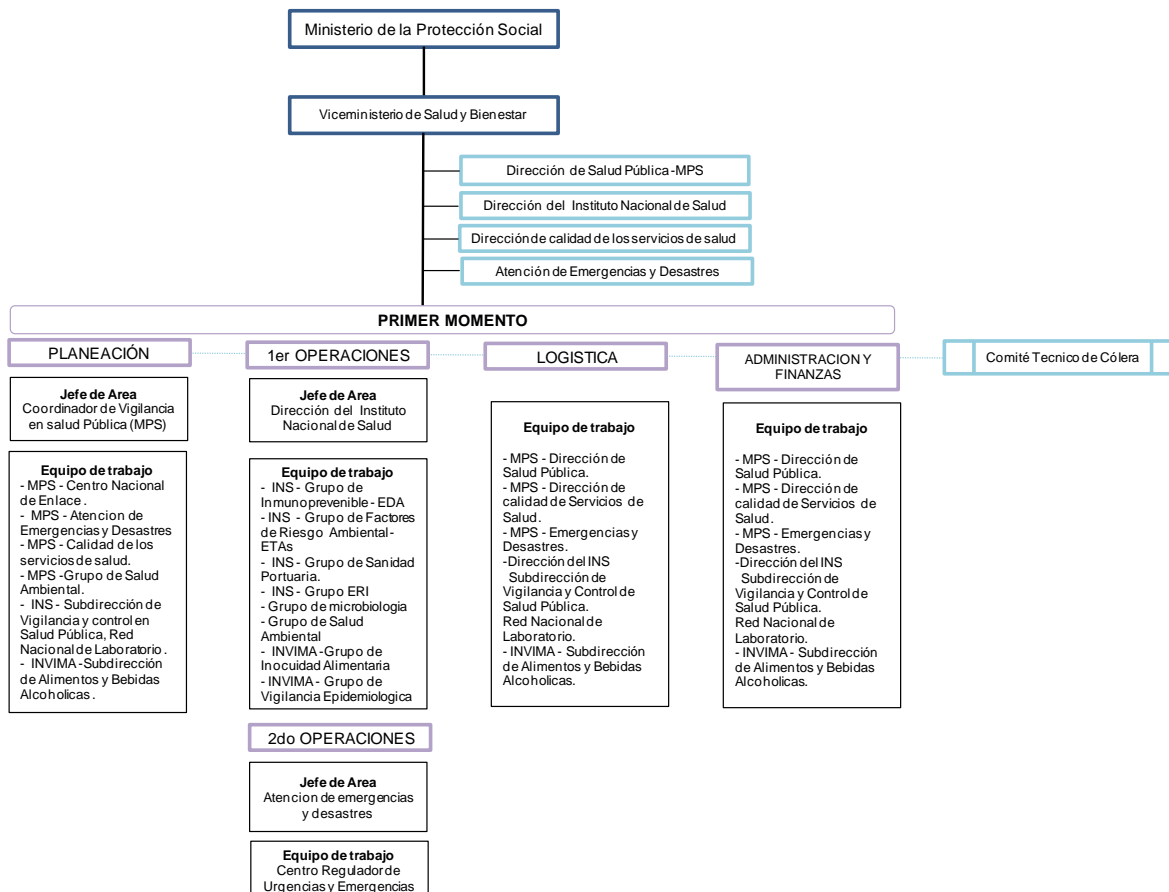 Ministerio de la Protección Social
Viceministerio de Salud y Bienestar
Dirección de Salud Pública -MPS
Dirección del Instituto Nacional de Salud
Dirección de calidad de los servicios de salud
Atención de Emergencias y Desastres
PRIMER MOMENTO
PLANEACIÓN
Jefe de Area
Coordinador de Vigilancia
en salud Pública (MPS)
Equipo de trabajo
- MPS - Centro Nacional
de Enlace.
- MPS - Atencion de
Emergencias y Desastres
- MPS - Calidad de los
servicios de salud.
- MPS -Grupo de Salud
Ambiental.
- INS - Subdirección de
Vigilancia y control en
Salud Pública, Red
Nacional de Laboratorio.
- INVIMA -Subdirección
de Alimentos y Bebidas
Alcoholicas.
1er OPERACIONES
Jefe de Area
Dirección del Instituto
Nacional de Salud
Equipo de trabajo
- INS - Grupo de
Inmunoprevenible - EDA
- INS - Grupo de Factores
de Riesgo Ambiental-
ETAs
- INS - Grupo de Sanidad
Portuaria.
- INS - Grupo ERI
- Grupo de microbiologia
- Grupo de Salud
Ambiental
- INVIMA -Grupo de
Inocuidad Alimentaria
- INVIMA - Grupo de
Vigilancia Epidemiologica
2do OPERACIONES
Jefe de Area
Atencion de emergencias
y desastres
Equipo de trabajo
Centro Regulador de
Urgencias y Emergencias
LOGISTICA
Equipo de trabajo
- MPS - Dirección de
Salud Pública.
- MPS - Dirección de
calidad de Servicios de
Salud.
- MPS - Emergencias y
Desastres.
-Dirección del INS
Subdirección de
Vigilancia y Control de
Salud Pública.
Red Nacional de
Laboratorio.
- INVIMA - Subdirección
de Alimentos y Bebidas
Alcoholicas.
ADMINISTRACION Y
FINANZAS
Equipo de trabajo
- MPS - Dirección de
Salud Pública.
- MPS - Dirección de
calidad de Servicios de
Salud.
- MPS - Emergencias y
Desastres.
-Dirección del INS
Subdirección de
Vigilancia y Control de
Salud Pública.
Red Nacional de
Laboratorio.
- INVIMA - Subdirección
de Alimentos y Bebidas
Alcoholicas.
Comité Tecnico de Cólera